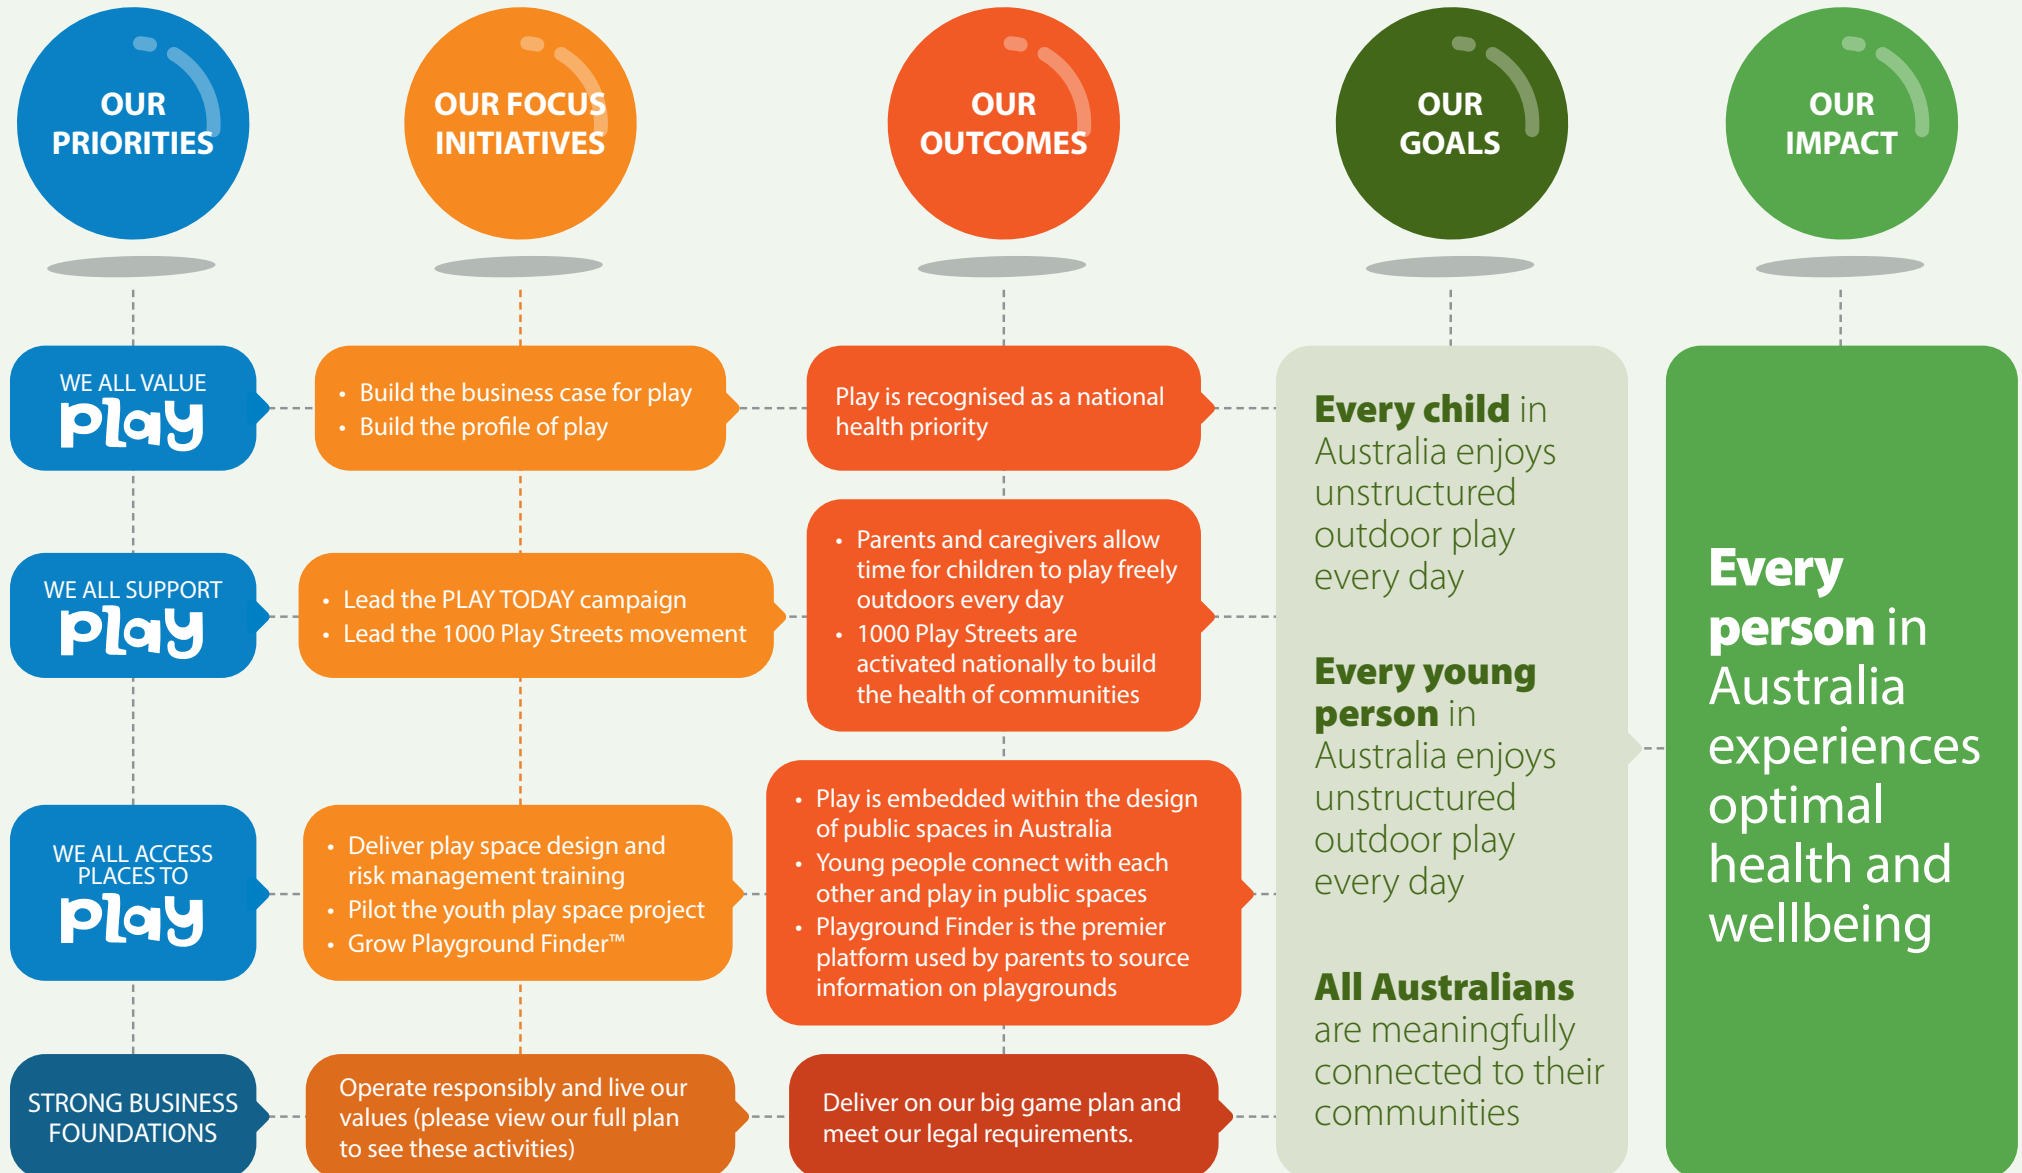 OUR
PRIORITIES
OUR FOCUS
INITIATIVES
OUR
OUTCOMES
OUR
GOALS
OUR
IMPACT
WE ALL VALUE
play
• Build the business case for play
• Build the profile of play
Play is recognised as a national
health priority
WE ALL SUPPORT
play
• Lead the PLAY TODAY campaign
• Lead the 1000 Play Streets movement
• Parents and caregivers allow
time for children to play freely
outdoors every day
• 1000 Play Streets are
activated nationally to build
the health of communities
WE ALL ACCESS
PLACES TO
play
• Deliver play space design and
risk management training
• Pilot the youth play space project
• Grow Playground Finder™
• Play is embedded within the design
of public spaces in Australia
• Young people connect with each
other and play in public spaces
• Playground Finder is the premier
platform used by parents to source
information on playgrounds
STRONG BUSINESS
FOUNDATIONS
Operate responsibly and live our
values (please view our full plan
to see these activities)
Deliver on our big game plan and
meet our legal requirements.
Every child in
Australia enjoys
unstructured
outdoor play
every day
Every young
person in
Australia enjoys
unstructured
outdoor play
every day
All Australians
are meaningfully
connected to their
communities
Every
person in
Australia
experiences
optimal
health and
wellbeing